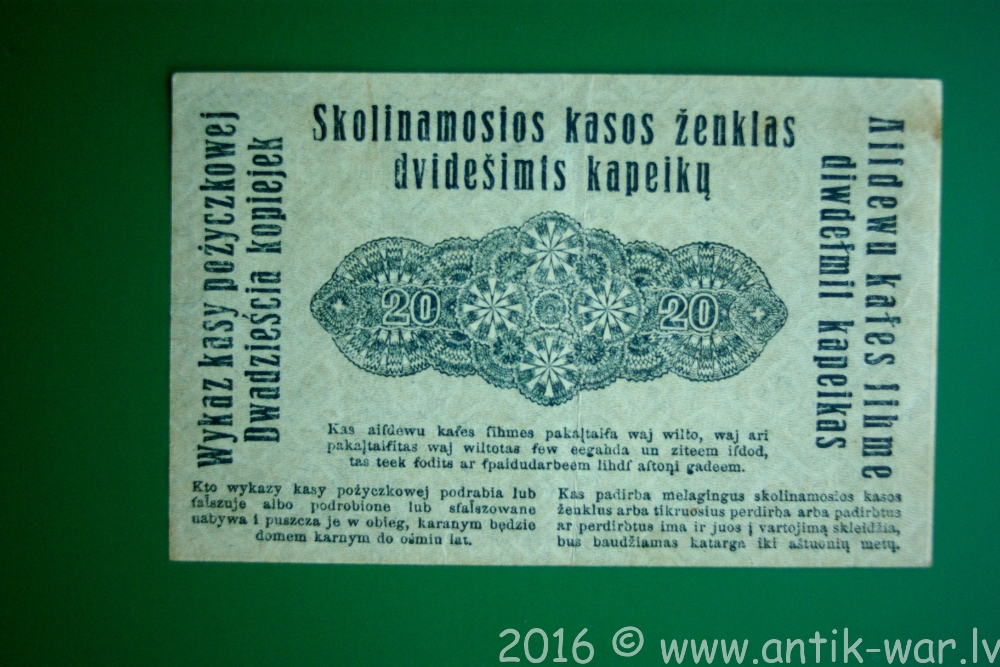 Skolinamosios kasos ženklas
dvidešimts kapeikų
Wykaz kasy pożyczkowej
Dwadzieścia kopiejek
Aiſdewu kaſes ſihme
diwdeſmit kapeikas
20
20
Kas aiſdewu kaſes ſihmes pakaļtaiſa waj wilto, waj ari
pakaļtaiſitas waj wiltotas ſew eegahda un ziteem iſdod,
tas teek ſodits ar ſpaidudarbeem lihdſ aſtoņi gadeem.
Kto wykazy kasy pożyczkowej podrabia lub
fałszuje albo podrobione lub sfałszowane
nabywa i puszcza je w obieg, karanym będzie
domem karnym do ośmiu lat.
Kas padirba melagingus skolinamosios kasos
ženklus arba tikruosius perdirba arba padirbtus
ar perdirbtus ima ir juos į vartojimą skleidžia,
bus baudžiamas katarga iki aštuonių metų.
2016 © www.antik-war.lv